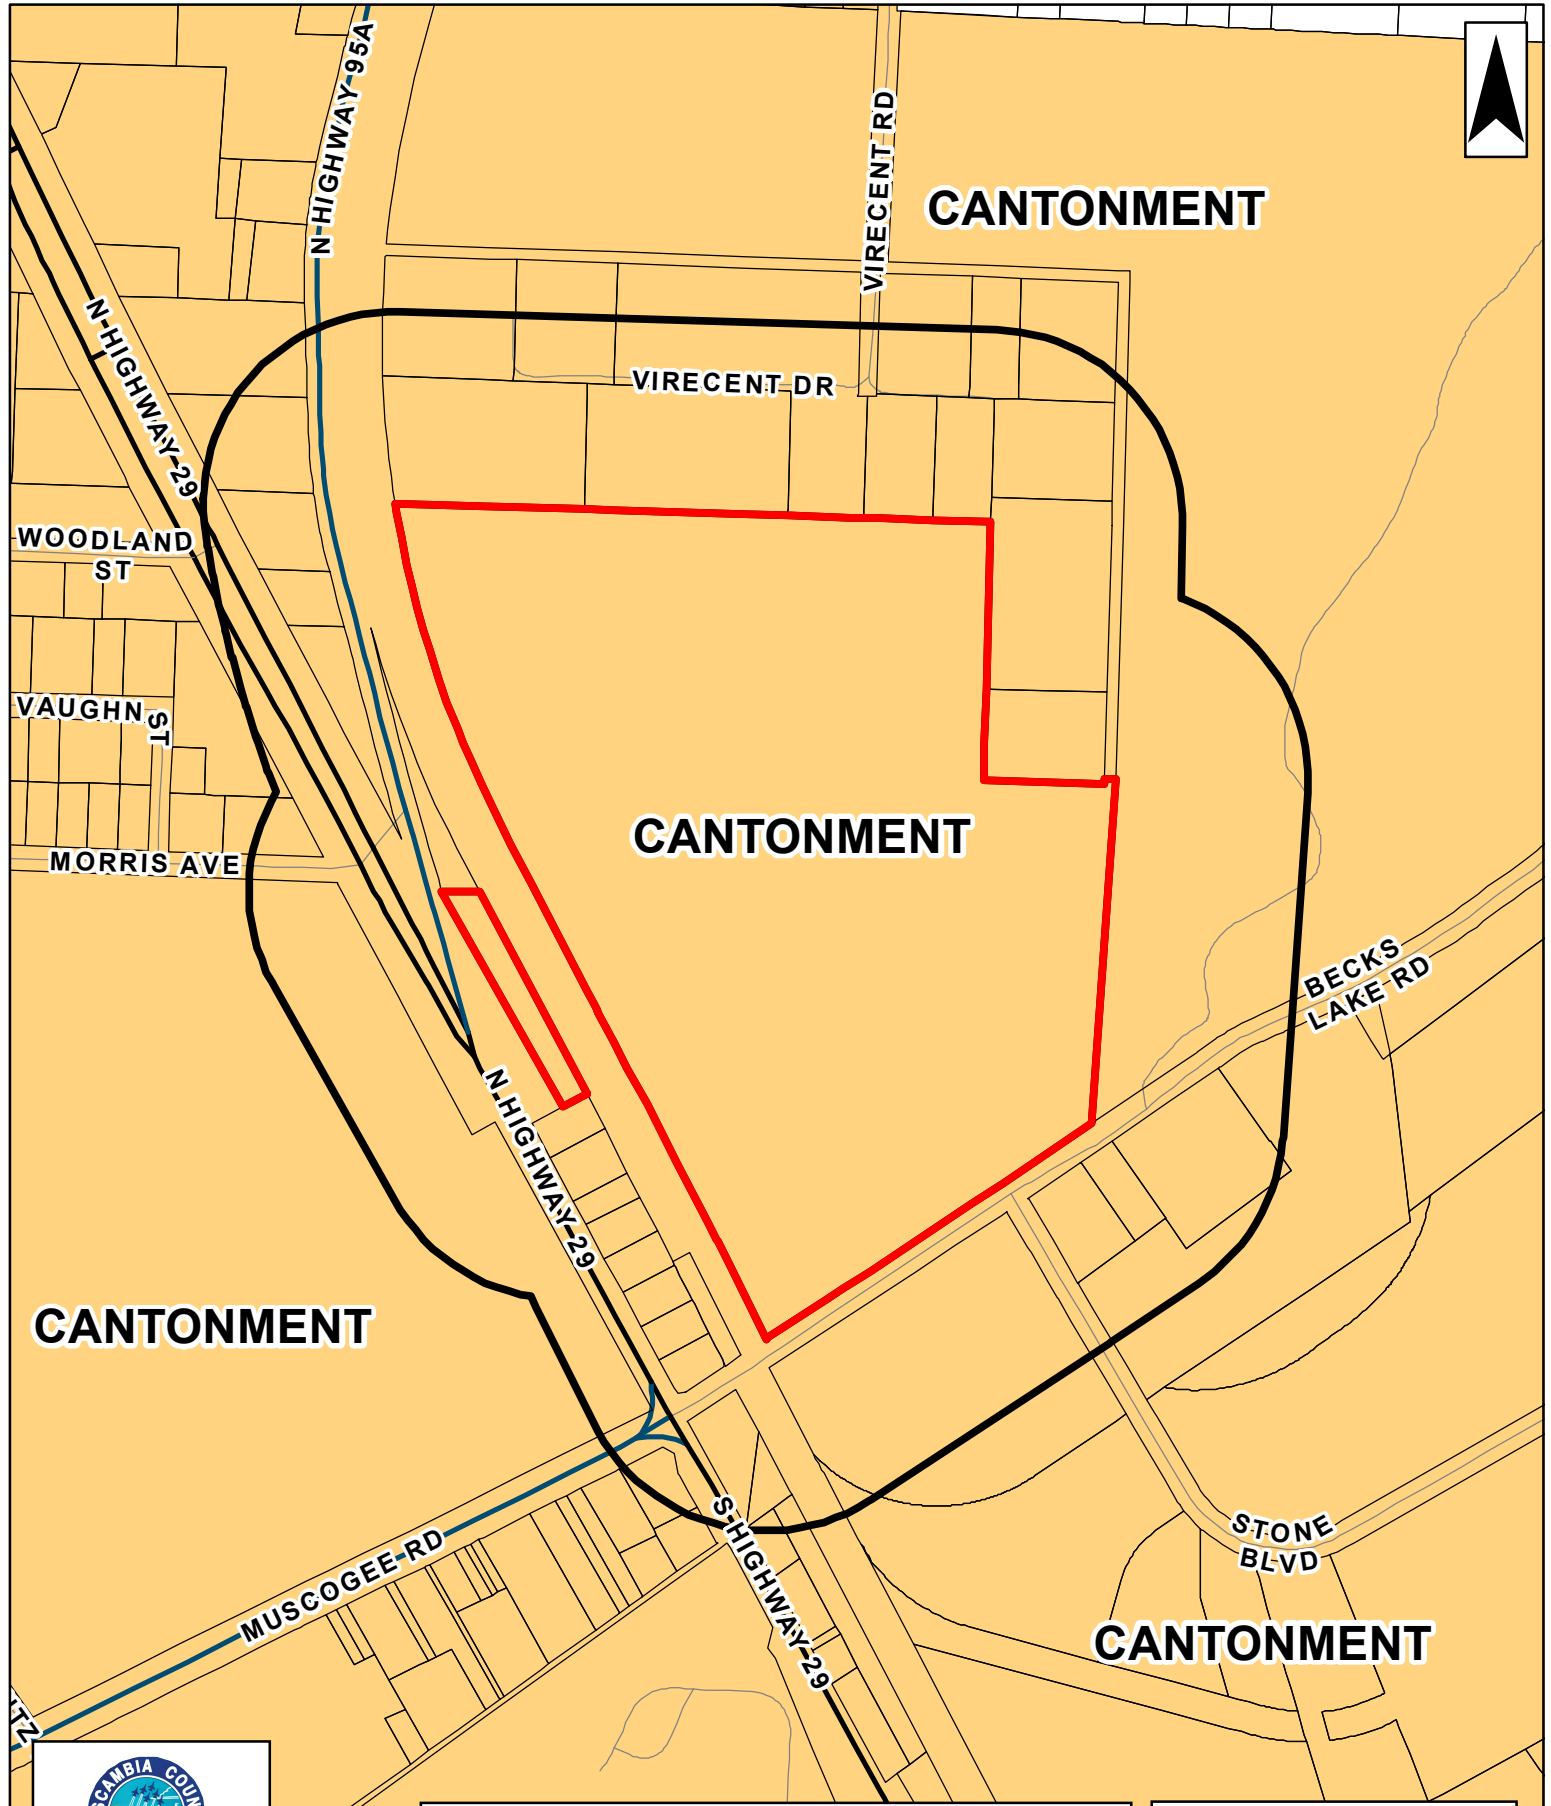 N HIGHWAY 95A
VIRECENT RD
CANTONMENT
N HIGHWAY 29
VIRECENT DR
WOODLAND
ST
VAUGHN ST
CANTONMENT
MORRIS AVE
BECKS
LAKE RD
N HIGHWAY 29
CANTONMENT
S HIGHWAY 29
STONE
BLVD
MUSCOGEE RD
CANTONMENT